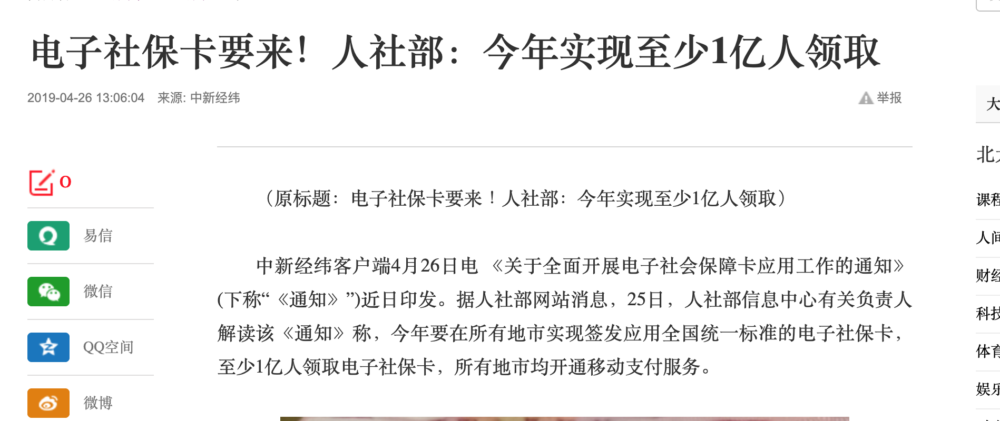 电子社保卡要来！人社部：今年实现至少1亿人领取
2019-04-26 13:06:04 来源: 中新经纬
举报
0
（原标题：电子社保卡要来！人社部：今年实现至少1亿人领取）
易信
中新经纬客户端4月26日电 《关于全面开展电子社会保障卡应用工作的通知》
(下称“《通知》”)近日印发。据人社部网站消息，25日，人社部信息中心有关负责人
解读该《通知》称，今年要在所有地市实现签发应用全国统一标准的电子社保卡，
至少1亿人领取电子社保卡，所有地市均开通移动支付服务。
微信
QQ空间
微博
大
北
课程
人间
财经
科技
体育
娱乐